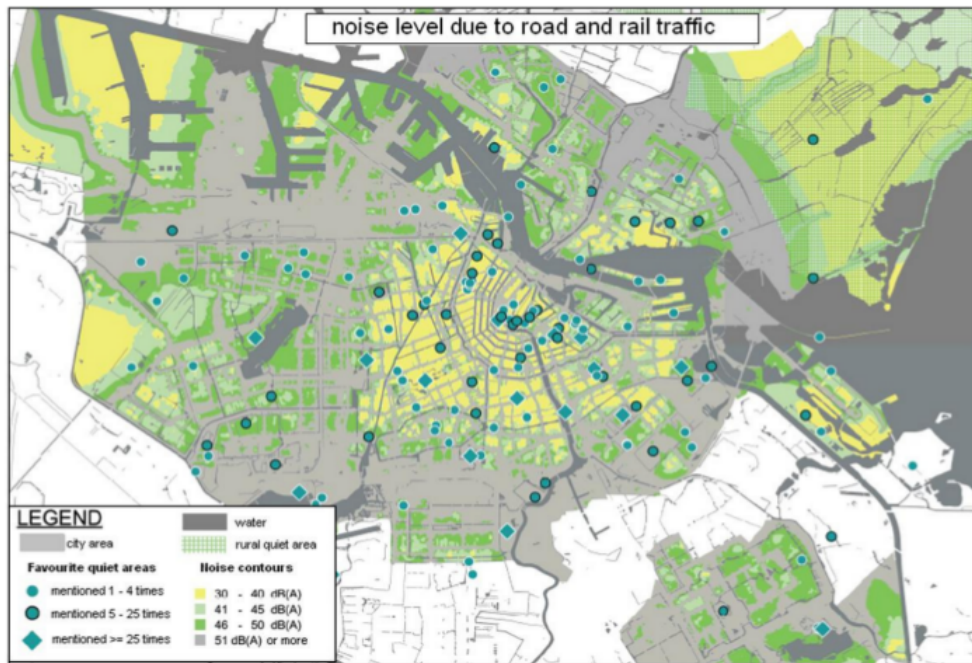 noise level due to road and rail traffic
LEGEND
city area
water
rural quiet area
Favourite quiet areas
mentioned 1 - 4 times
mentioned 5 - 25 times
mentioned >= 25 times
Noise contours
30 - 40 dB(A)
41 - 45 dB(A)
46 - 50 dB(A)
51 dB(A) or more